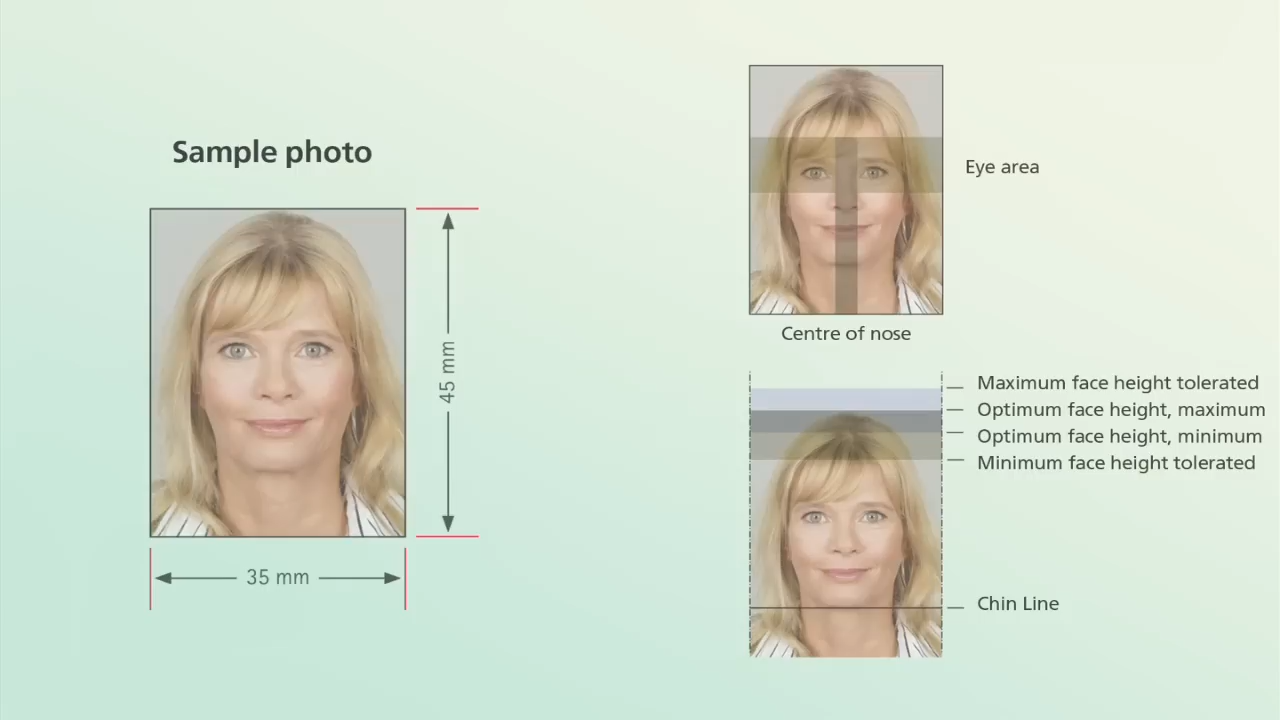 Sample photo
45 mm
35 mm
Eye area
Centre of nose
Maximum face height tolerated
Optimum face height, maximum
Optimum face height, minimum
Minimum face height tolerated
Chin Line